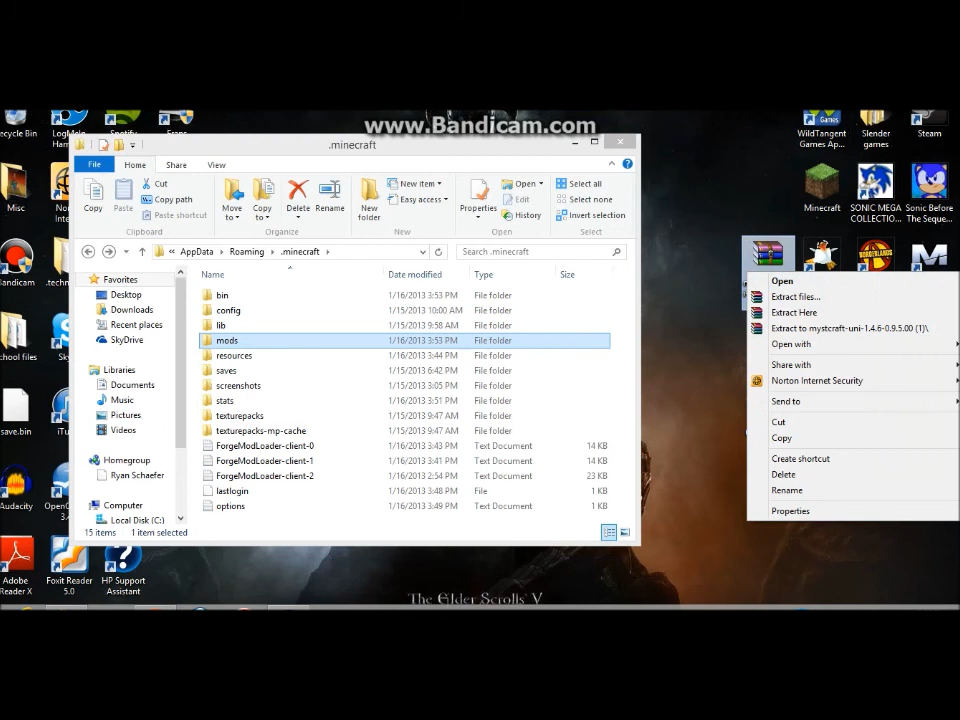 www.Bandicam.com
ecycle Bin
LogMeIn
Ham
Spotify
Fraps
WildTangent
Games Ap...
Slender
games
Steam
.minecraft
File
Home
Share
View
Copy
Paste
Cut
Copy path
Paste shortcut
Move
to
Copy
to
Delete
Rename
New
folder
New item
Easy access
Properties
Open
Edit
History
Select all
Select none
Invert selection
Clipboard
Organize
New
Open
Select
Misc
Nor
Inte
Minecraft
SONIC MEGA
COLLECTIO...
Sonic Before
The Seque...
AppData
Roaming
.minecraft
Search .minecraft
Name
Date modified
Type
Size
Favorites
Desktop
Downloads
Recent places
SkyDrive
Libraries
Documents
Music
Pictures
Videos
Homegroup
Ryan Schaefer
Computer
Local Disk (C:)
bin 1/16/2013 3:53 PM File folder
config 1/15/2013 10:00 AM File folder
lib 1/15/2013 9:58 AM File folder
mods 1/16/2013 3:53 PM File folder
resources 1/16/2013 3:44 PM File folder
saves 1/15/2013 6:42 PM File folder
screenshots 1/15/2013 3:05 PM File folder
stats 1/16/2013 3:51 PM File folder
texturepacks 1/15/2013 9:47 AM File folder
texturepacks-mp-cache 1/15/2013 9:47 AM File folder
ForgeModLoader-client-0 1/16/2013 3:43 PM Text Document 14 KB
ForgeModLoader-client-1 1/16/2013 3:41 PM Text Document 14 KB
ForgeModLoader-client-2 1/16/2013 2:54 PM Text Document 23 KB
lastlogin 1/16/2013 3:48 PM File 1 KB
options 1/16/2013 3:49 PM Text Document 1 KB
15 items
1 item selected
andicam
.techn
chool files
Sky
save.bin
iTu
Audacity
OpenO
3.4
Adobe
Reader X
Foxit Reader
5.0
HP Support
Assistant
BORDERLANDS
Open
Extract files...
Extract Here
Extract to mystcraft-uni-1.4.6-0.9.5.00 (1)\
Open with
Share with
Norton Internet Security
Send to
Cut
Copy
Create shortcut
Delete
Rename
Properties
The Elder Scrolls V